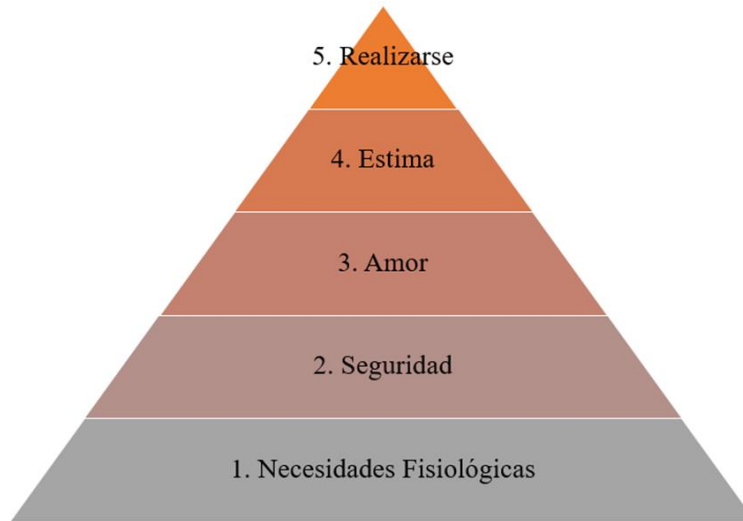 5. Realizarse
4. Estima
3. Amor
2. Seguridad
1. Necesidades Fisiológicas